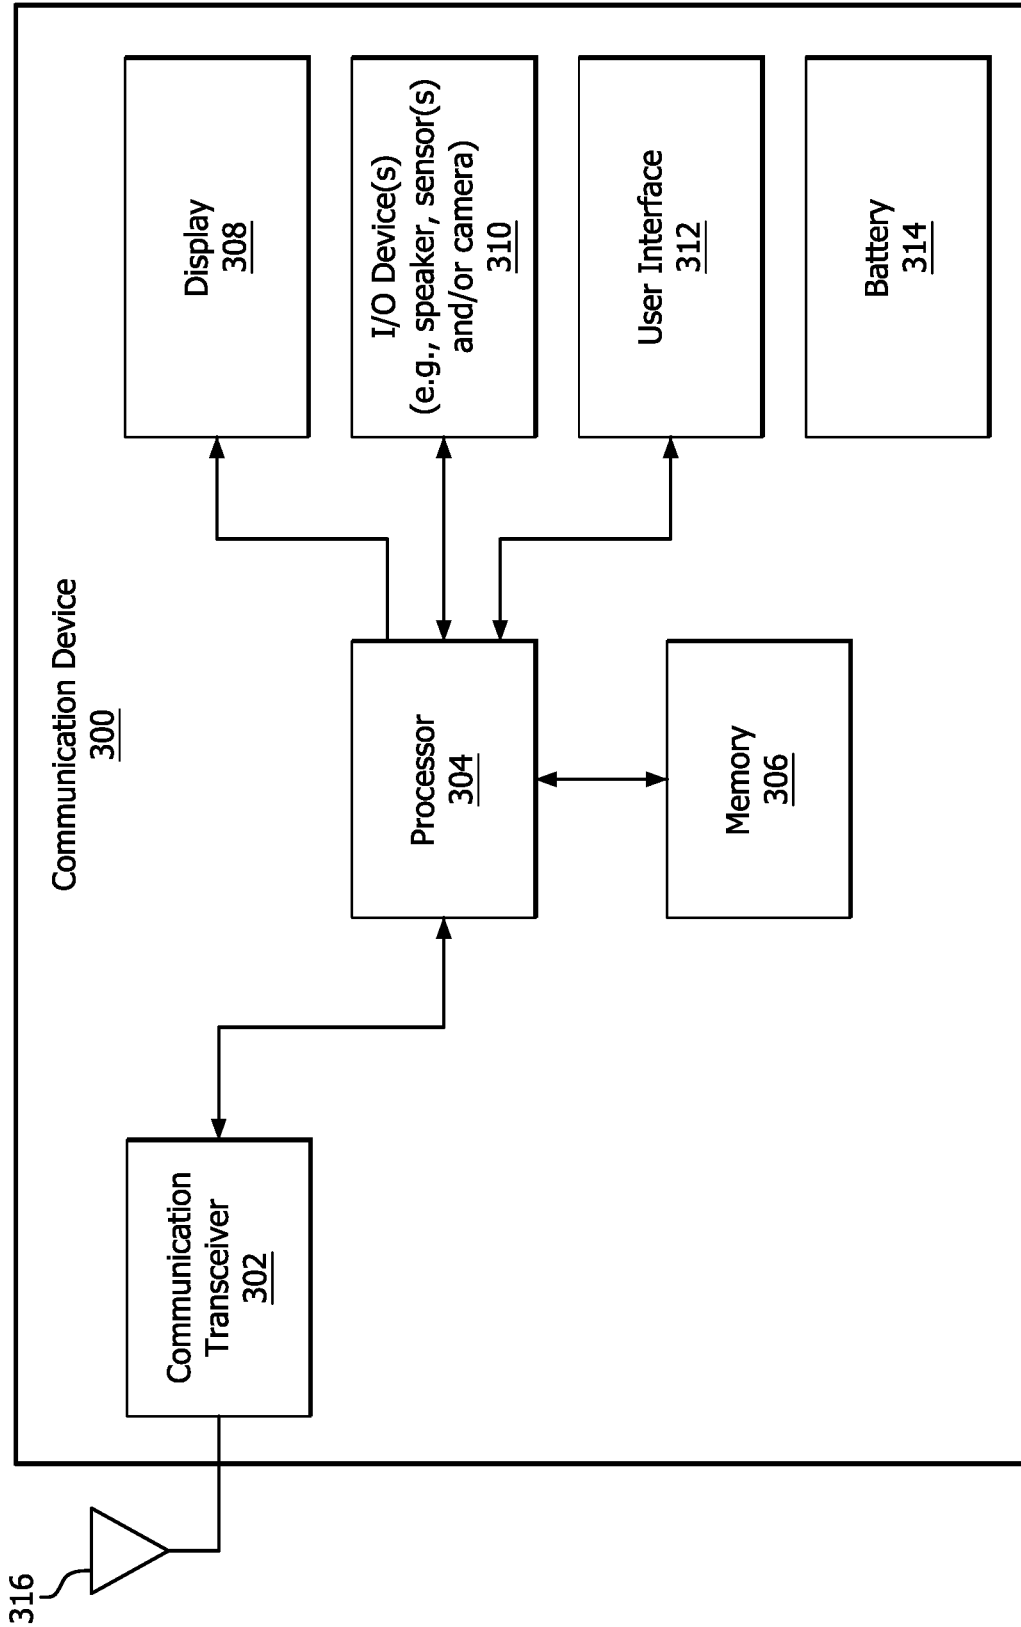 Communication Device
300
316
Communication
Transceiver
302
Processor
304
Memory
306
Display
308
I/O Device(s)
(e.g., speaker, sensor(s)
and/or camera)
310
User Interface
312
Battery
314